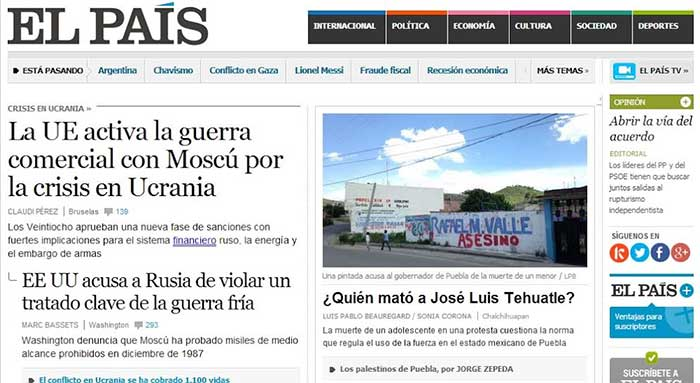 EL PAÍS
INTERNACIONAL
POLÍTICA
ECONOMÍA
CULTURA
SOCIEDAD
DEPORTES
ESTÁ PASANDO
Argentina
Chavismo
Conflicto en Gaza
Lionel Messi
Fraude fiscal
Recesión económica
MÁS TEMAS »
EL PAÍS TV »
CRISIS EN UCRANIA »
La UE activa la guerra
comercial con Moscú por
la crisis en Ucrania
CLAUDI PÉREZ | Bruselas 139
Los Veintiocho aprueban una nueva fase de sanciones con
fuertes implicaciones para el sistema financiero ruso, la energía y
el embargo de armas
EE UU acusa a Rusia de violar un
tratado clave de la guerra fría
MARC BASSETS | Washington 293
Washington denuncia que Moscú ha probado misiles de medio
alcance prohibidos en diciembre de 1987
El conflicto en Ucrania se ha cobrado 1.100 vidas
RAFAEL M. VALLE
ASESINO
Una pintada acusa al gobernador de Puebla de la muerte de un menor / LPB
¿Quién mató a José Luis Tehuatle?
LUIS PABLO BEAUREGARD / SONIA CORONA | Chalchihuapan
La muerte de un adolescente en una protesta cuestiona la norma
que regula el uso de la fuerza en el estado mexicano de Puebla
Los palestinos de Puebla, por JORGE ZEPEDA
OPINIÓN
Abrir la vía del
acuerdo
EDITORIAL
Los líderes del PP y del
PSOE tienen que buscar
juntos salidas al
rupturismo
independentista
SÍGUENOS EN
EL PAÍS +
Ventajas para
suscriptores
SUSCRÍBETE A